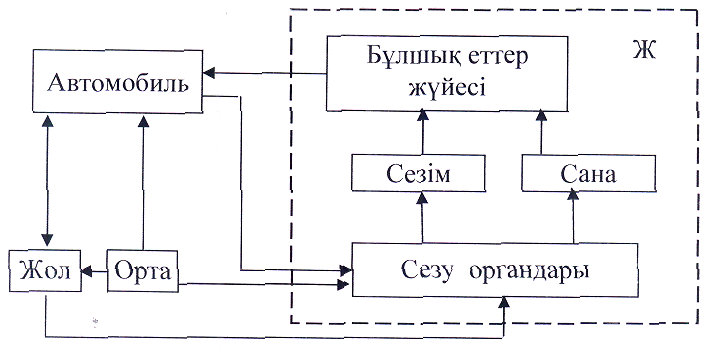 Бұлшық еттер
жүйесі
Ж
Автомобиль
Сезім
Сана
Жол
Орта
Сезу органдары